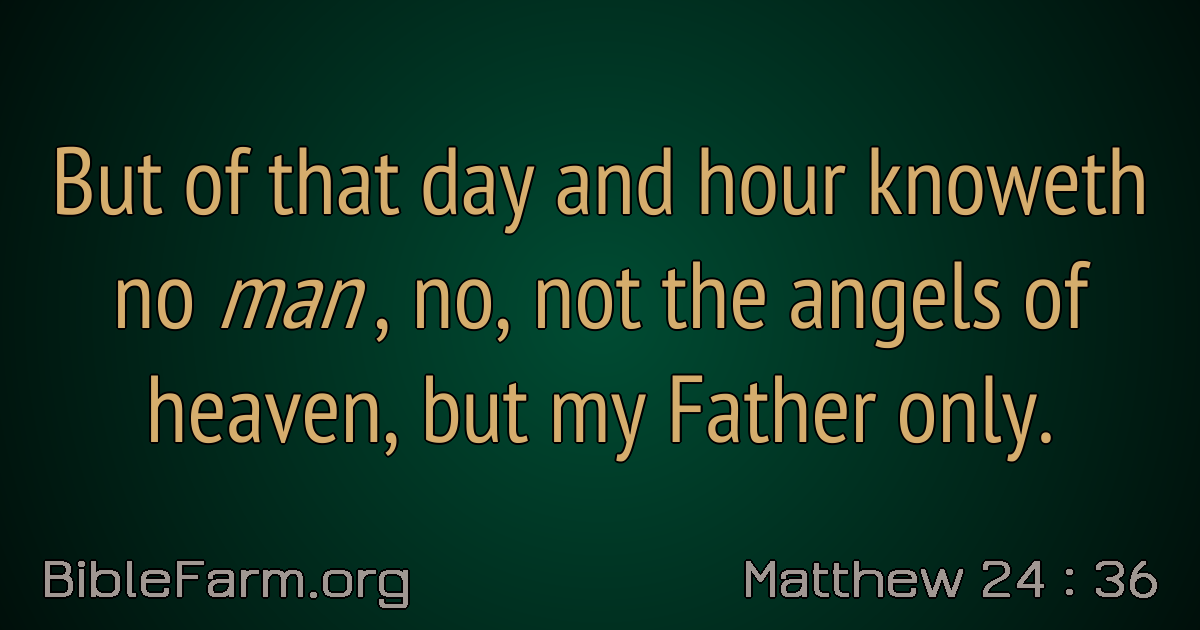 But of that day and hour knoweth
no man, no, not the angels of
heaven, but my Father only.
BibleFarm.org
Matthew 24 : 36